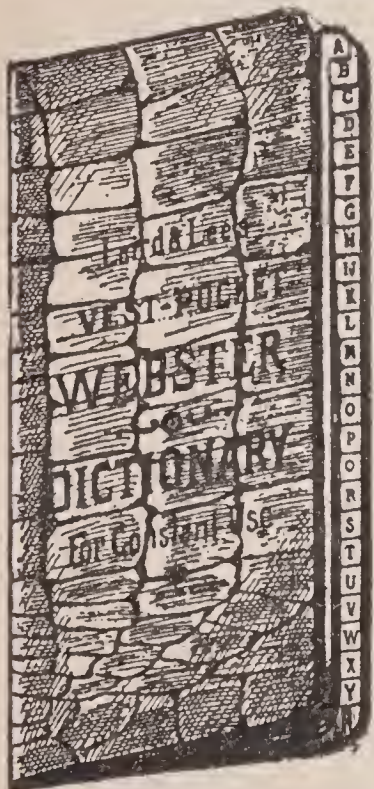 Laird & Lee's
VEST-POCKET
WEBSTER
DICTIONARY
For Constant Use
A
B
C
D
E
F
G
H
K
L
M
N
O
P
R
S
T
U
V
W
X
Y